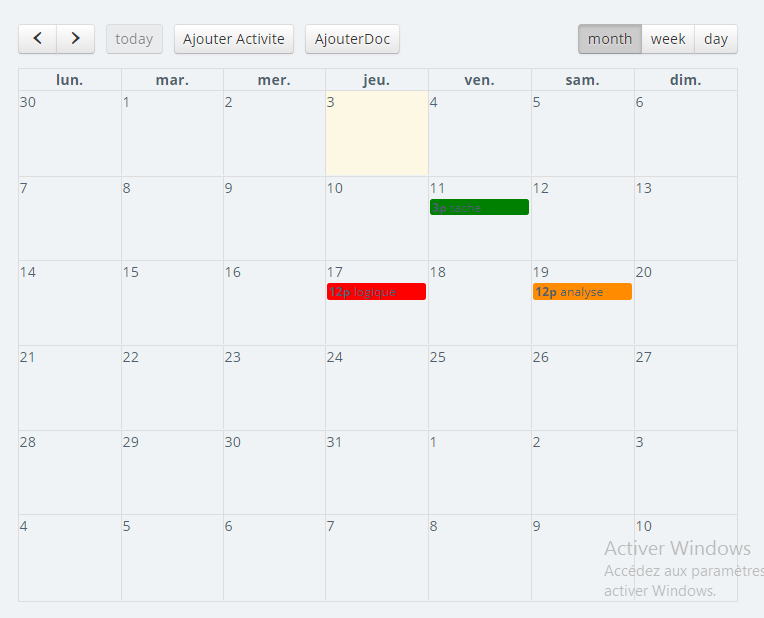 today Ajouter Activite AjouterDoc month week day
lun. mar. mer. jeu. ven. sam. dim.
30 1 2 3 4 5 6
7 8 9 10 11 12 13
3p tache
14 15 16 17 18 19 20
12p logique 12p analyse
21 22 23 24 25 26 27
28 29 30 31 1 2 3
4 5 6 7 8 9 10
Activer Windows
Accédez aux paramètres
activer Windows.